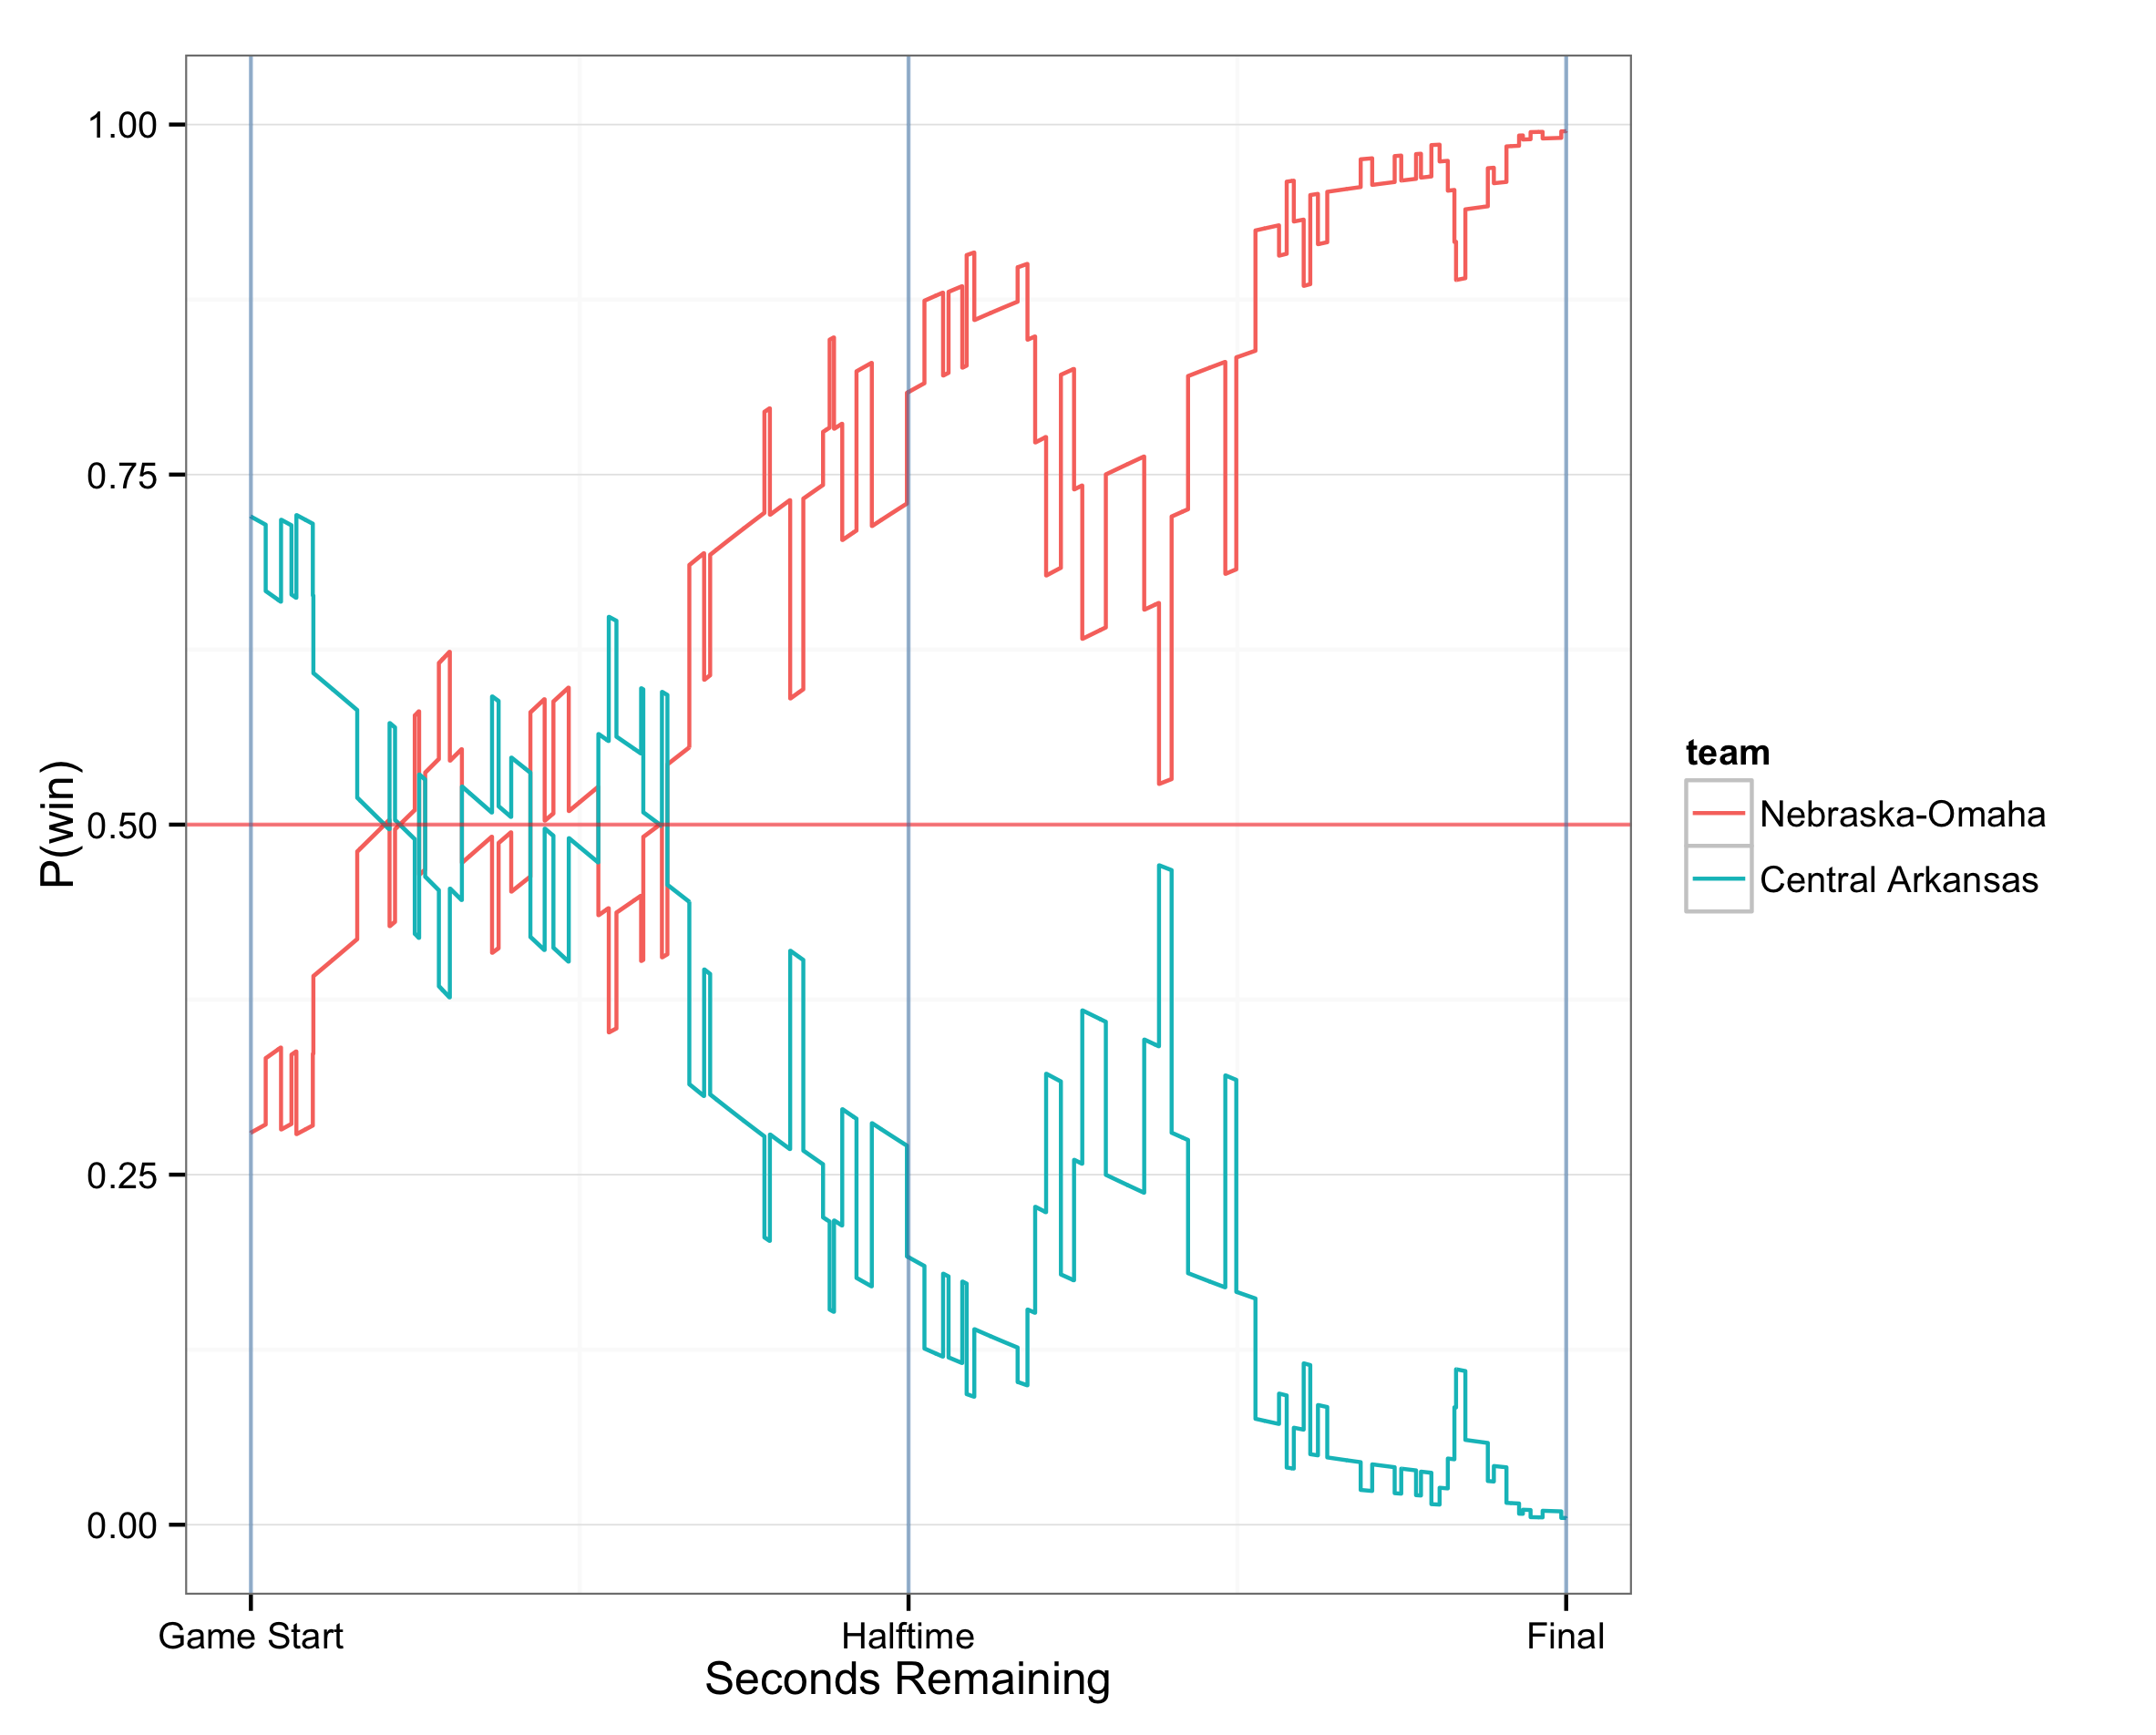 1.00
0.75
0.50
0.25
0.00
P(win)
Game Start
Halftime
Final
Seconds Remaining
team
Nebraska-Omaha
Central Arkansas